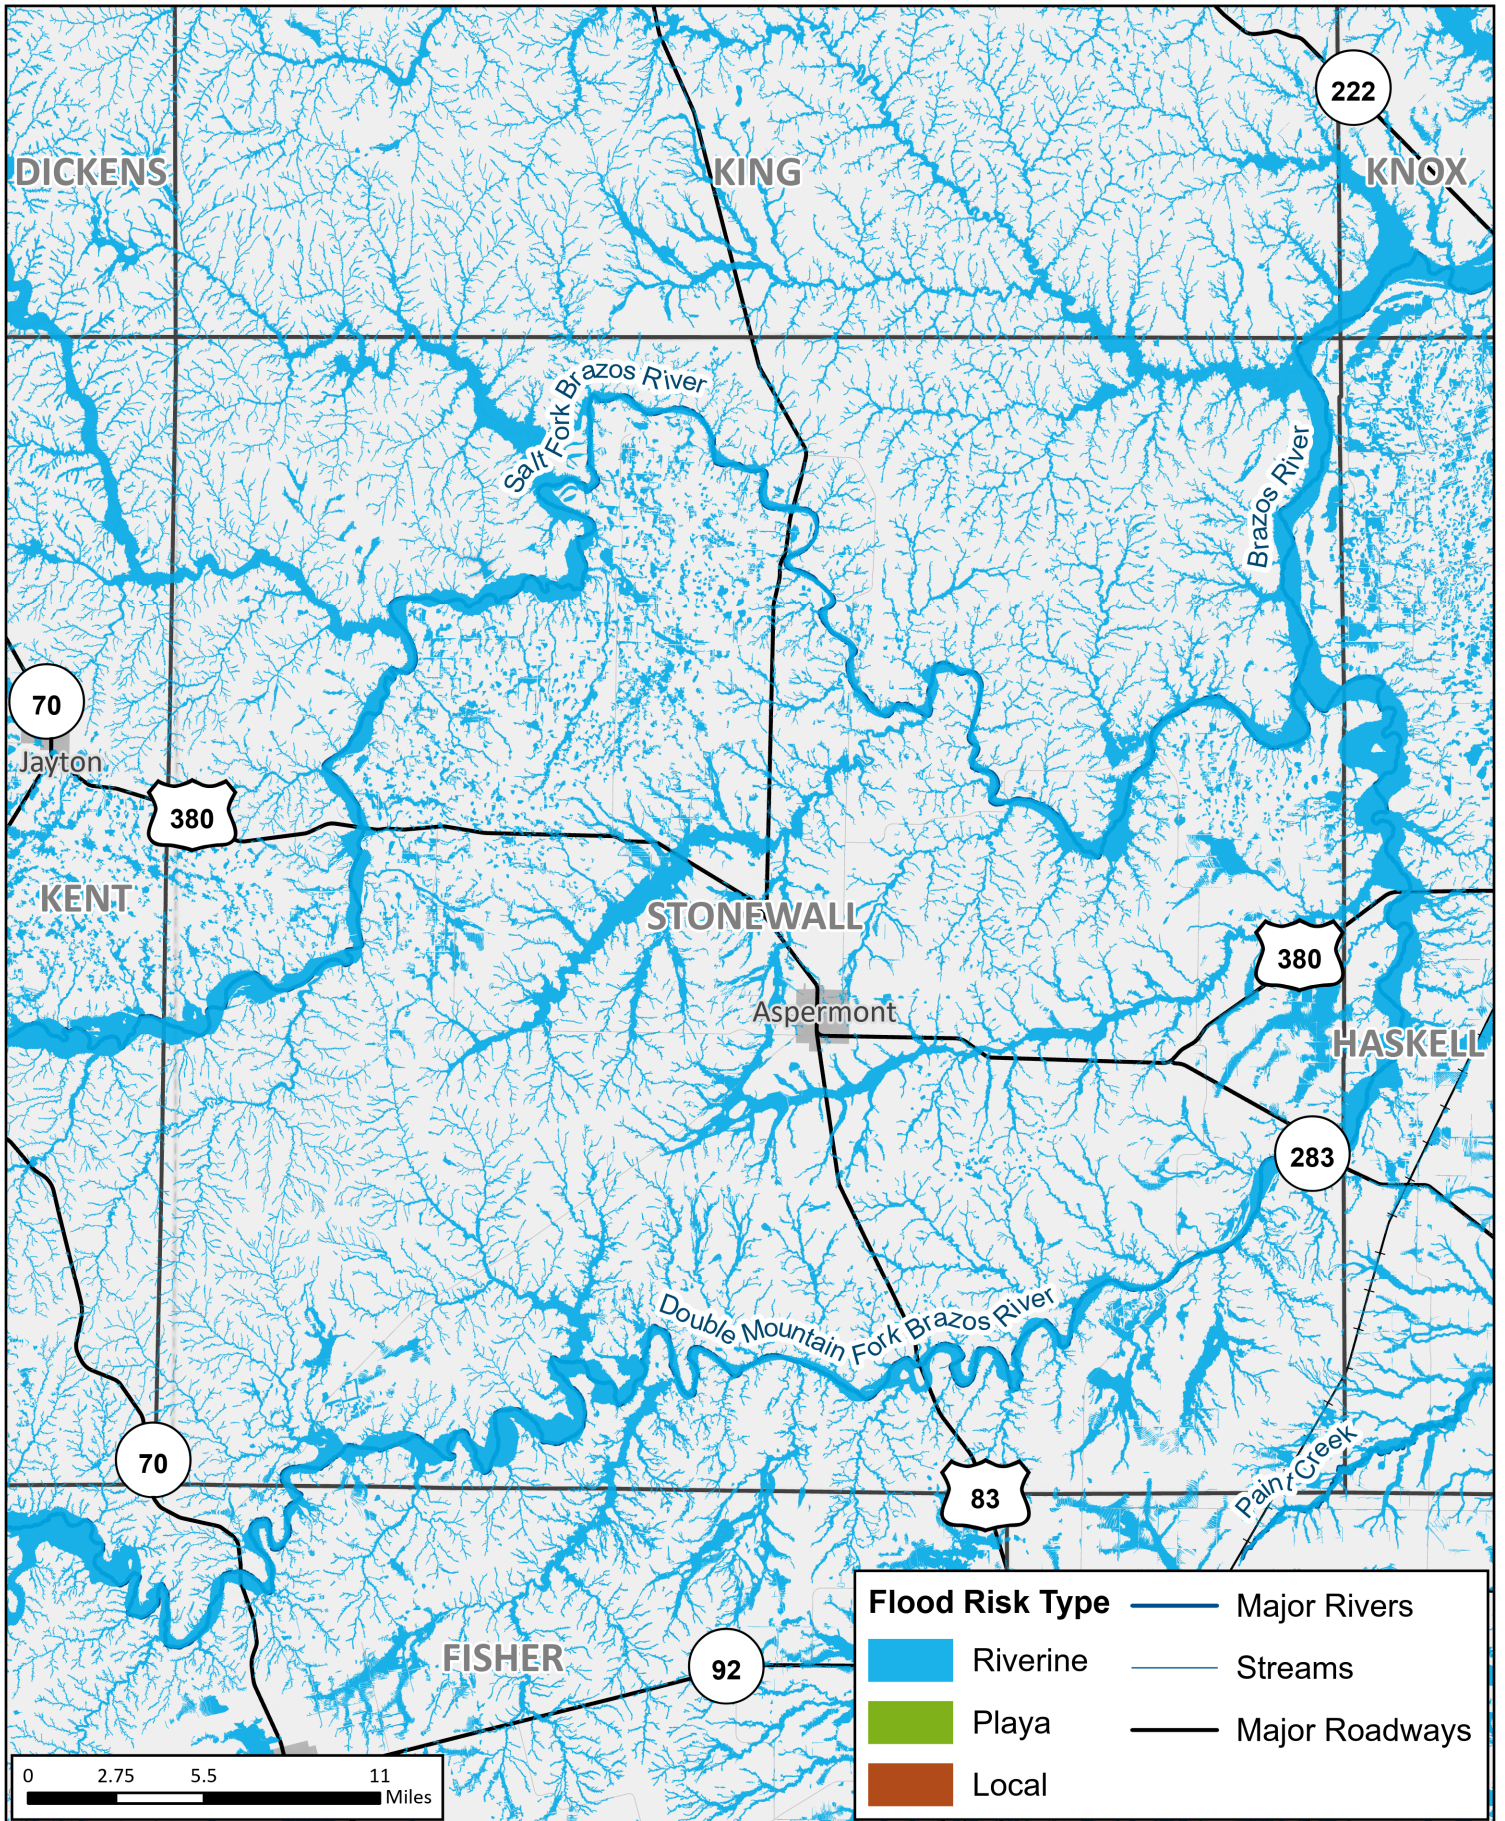 222
DICKENS
KING
KNOX
Salt Fork Brazos River
Brazos River
70
Jayton
380
KENT
STONEWALL
380
Aspermont
HASKELL
283
Double Mountain Fork Brazos River
70
83
Paint Creek
FISHER
92
Flood Risk Type
Riverine
Playa
Local
Major Rivers
Streams
Major Roadways
0 2.75 5.5 11
Miles